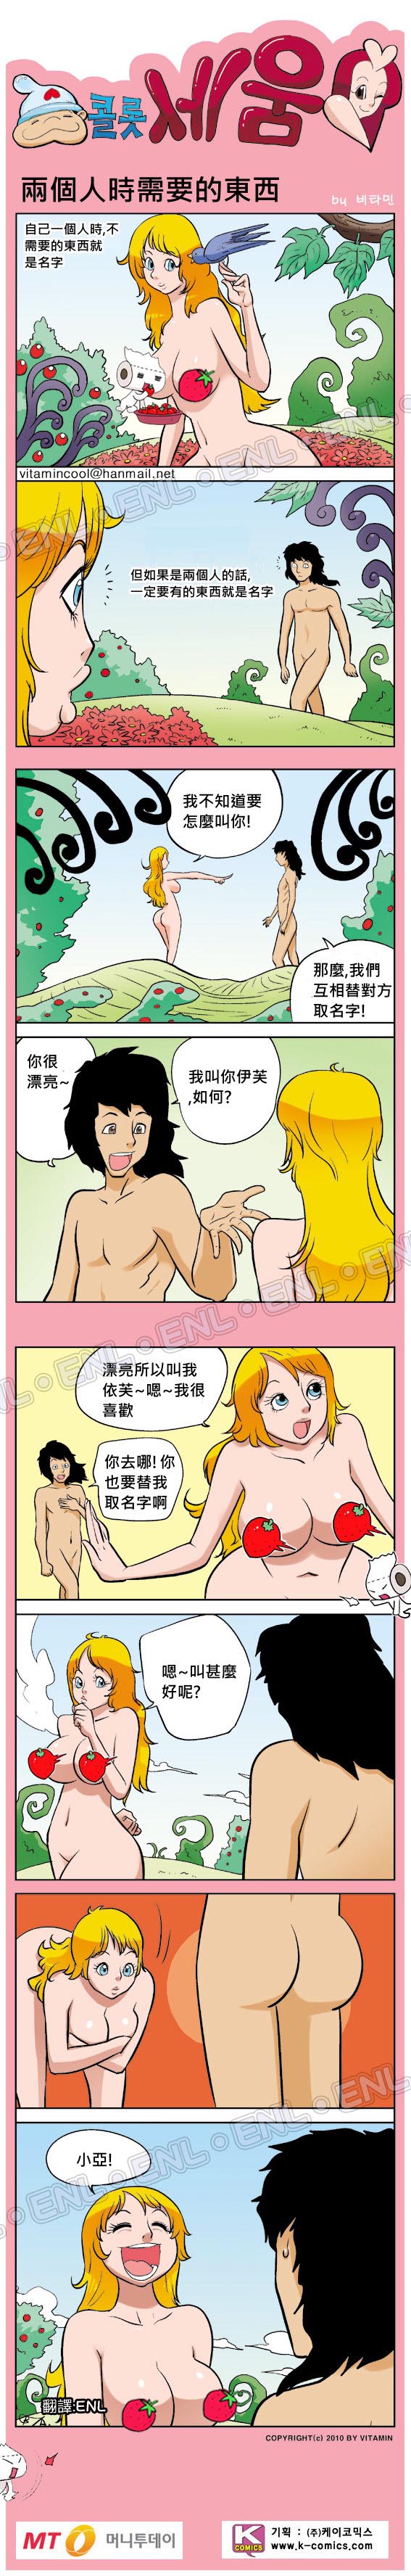 콜롯
세움
兩個人時需要的東西
by 비타민
自己一個人時,不
需要的東西就
是名字
vitamincool@hanmail.net
但如果是兩個人的話,
一定要有的東西就是名字
我不知道要
怎麼叫你!
那麼,我們
互相替對方
取名字!
你很
漂亮~
我叫你伊芙
,如何?
漂亮所以叫我
依芙~嗯~我很
喜歡
你去哪! 你
也要替我
取名字啊
嗯~叫甚麼
好呢?
小亞!
翻譯:ENL
COPYRIGHT(c) 2010 BY VITAMIN
MT 머니투데이
K COMICS
기획 : (주)케이코믹스
www.k-comics.com
ENL